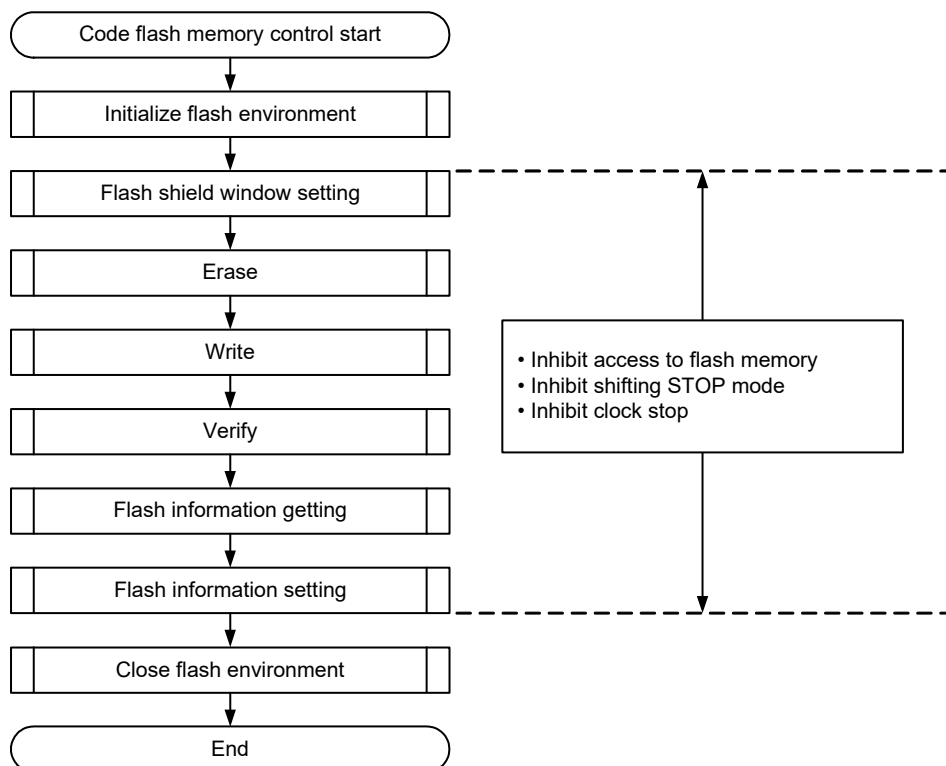 Code flash memory control start
Initialize flash environment
Flash shield window setting
Erase
Write
Verify
Flash information getting
Flash information setting
Close flash environment
End
• Inhibit access to flash memory
• Inhibit shifting STOP mode
• Inhibit clock stop